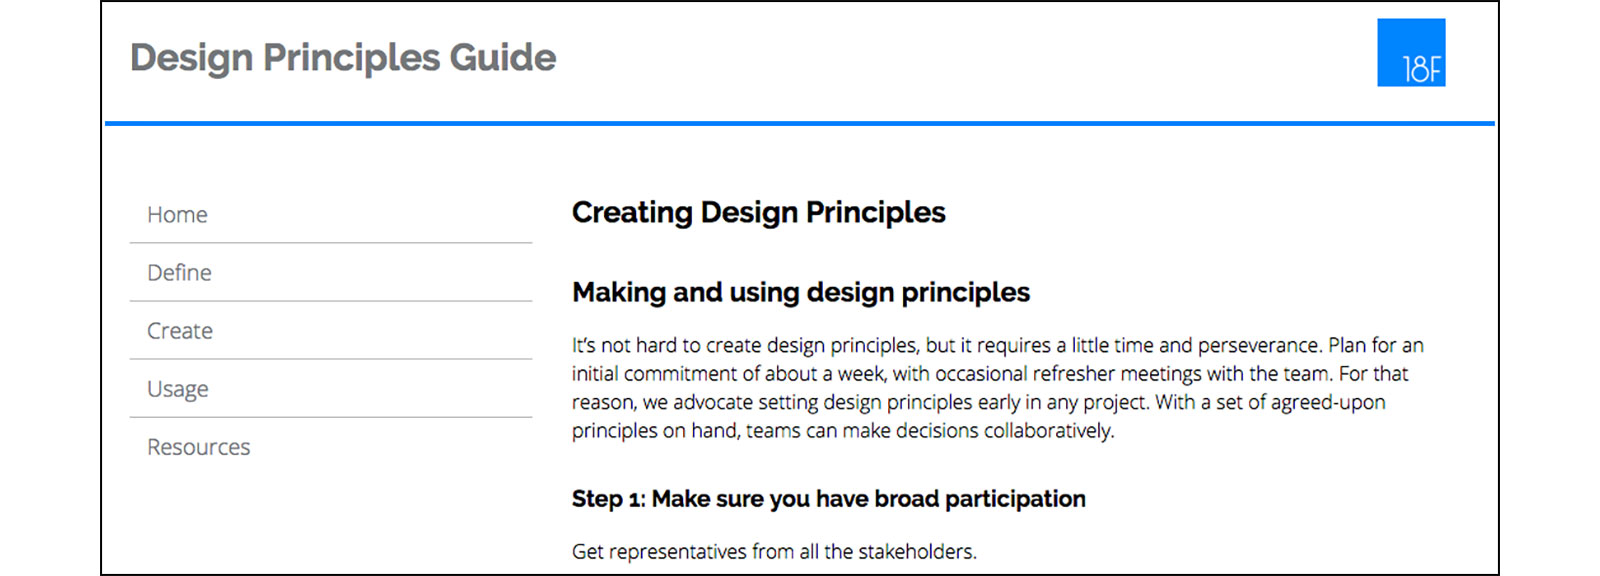 Design Principles Guide
18F
Home
Define
Create
Usage
Resources
Creating Design Principles
Making and using design principles
It’s not hard to create design principles, but it requires a little time and perseverance. Plan for an
initial commitment of about a week, with occasional refresher meetings with the team. For that
reason, we advocate setting design principles early in any project. With a set of agreed-upon
principles on hand, teams can make decisions collaboratively.
Step 1: Make sure you have broad participation
Get representatives from all the stakeholders.